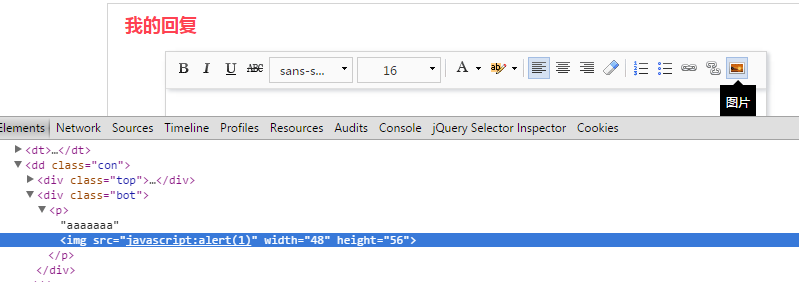 我的回复
B I U ABC sans-s... 16 A ab
图片
Elements Network Sources Timeline Profiles Resources Audits Console jQuery Selector Inspector Cookies
<dt>…</dt>
<dd class="con">
<div class="top">…</div>
<div class="bot">
<p>
"aaaaaaa"
<img src="javascript:alert(1)" width="48" height="56">
</p>
</div>